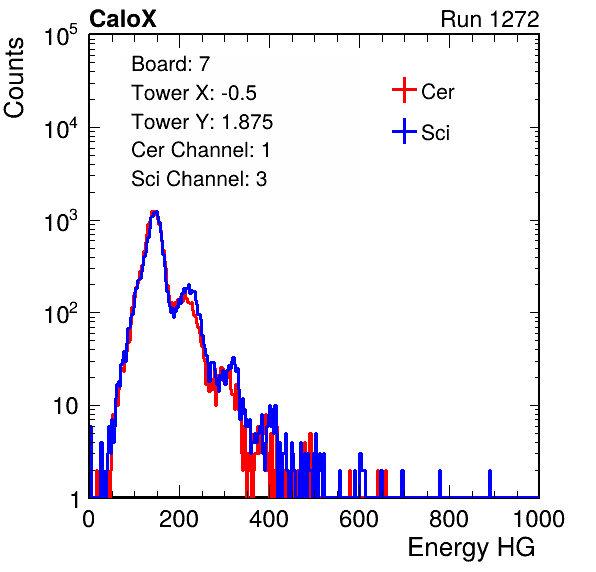 CaloX Run 1272
Counts
10^5
10^4
10^3
10^2
10
1
Board: 7
Tower X: -0.5
Tower Y: 1.875
Cer Channel: 1
Sci Channel: 3
Cer
Sci
0 200 400 600 800 1000
Energy HG